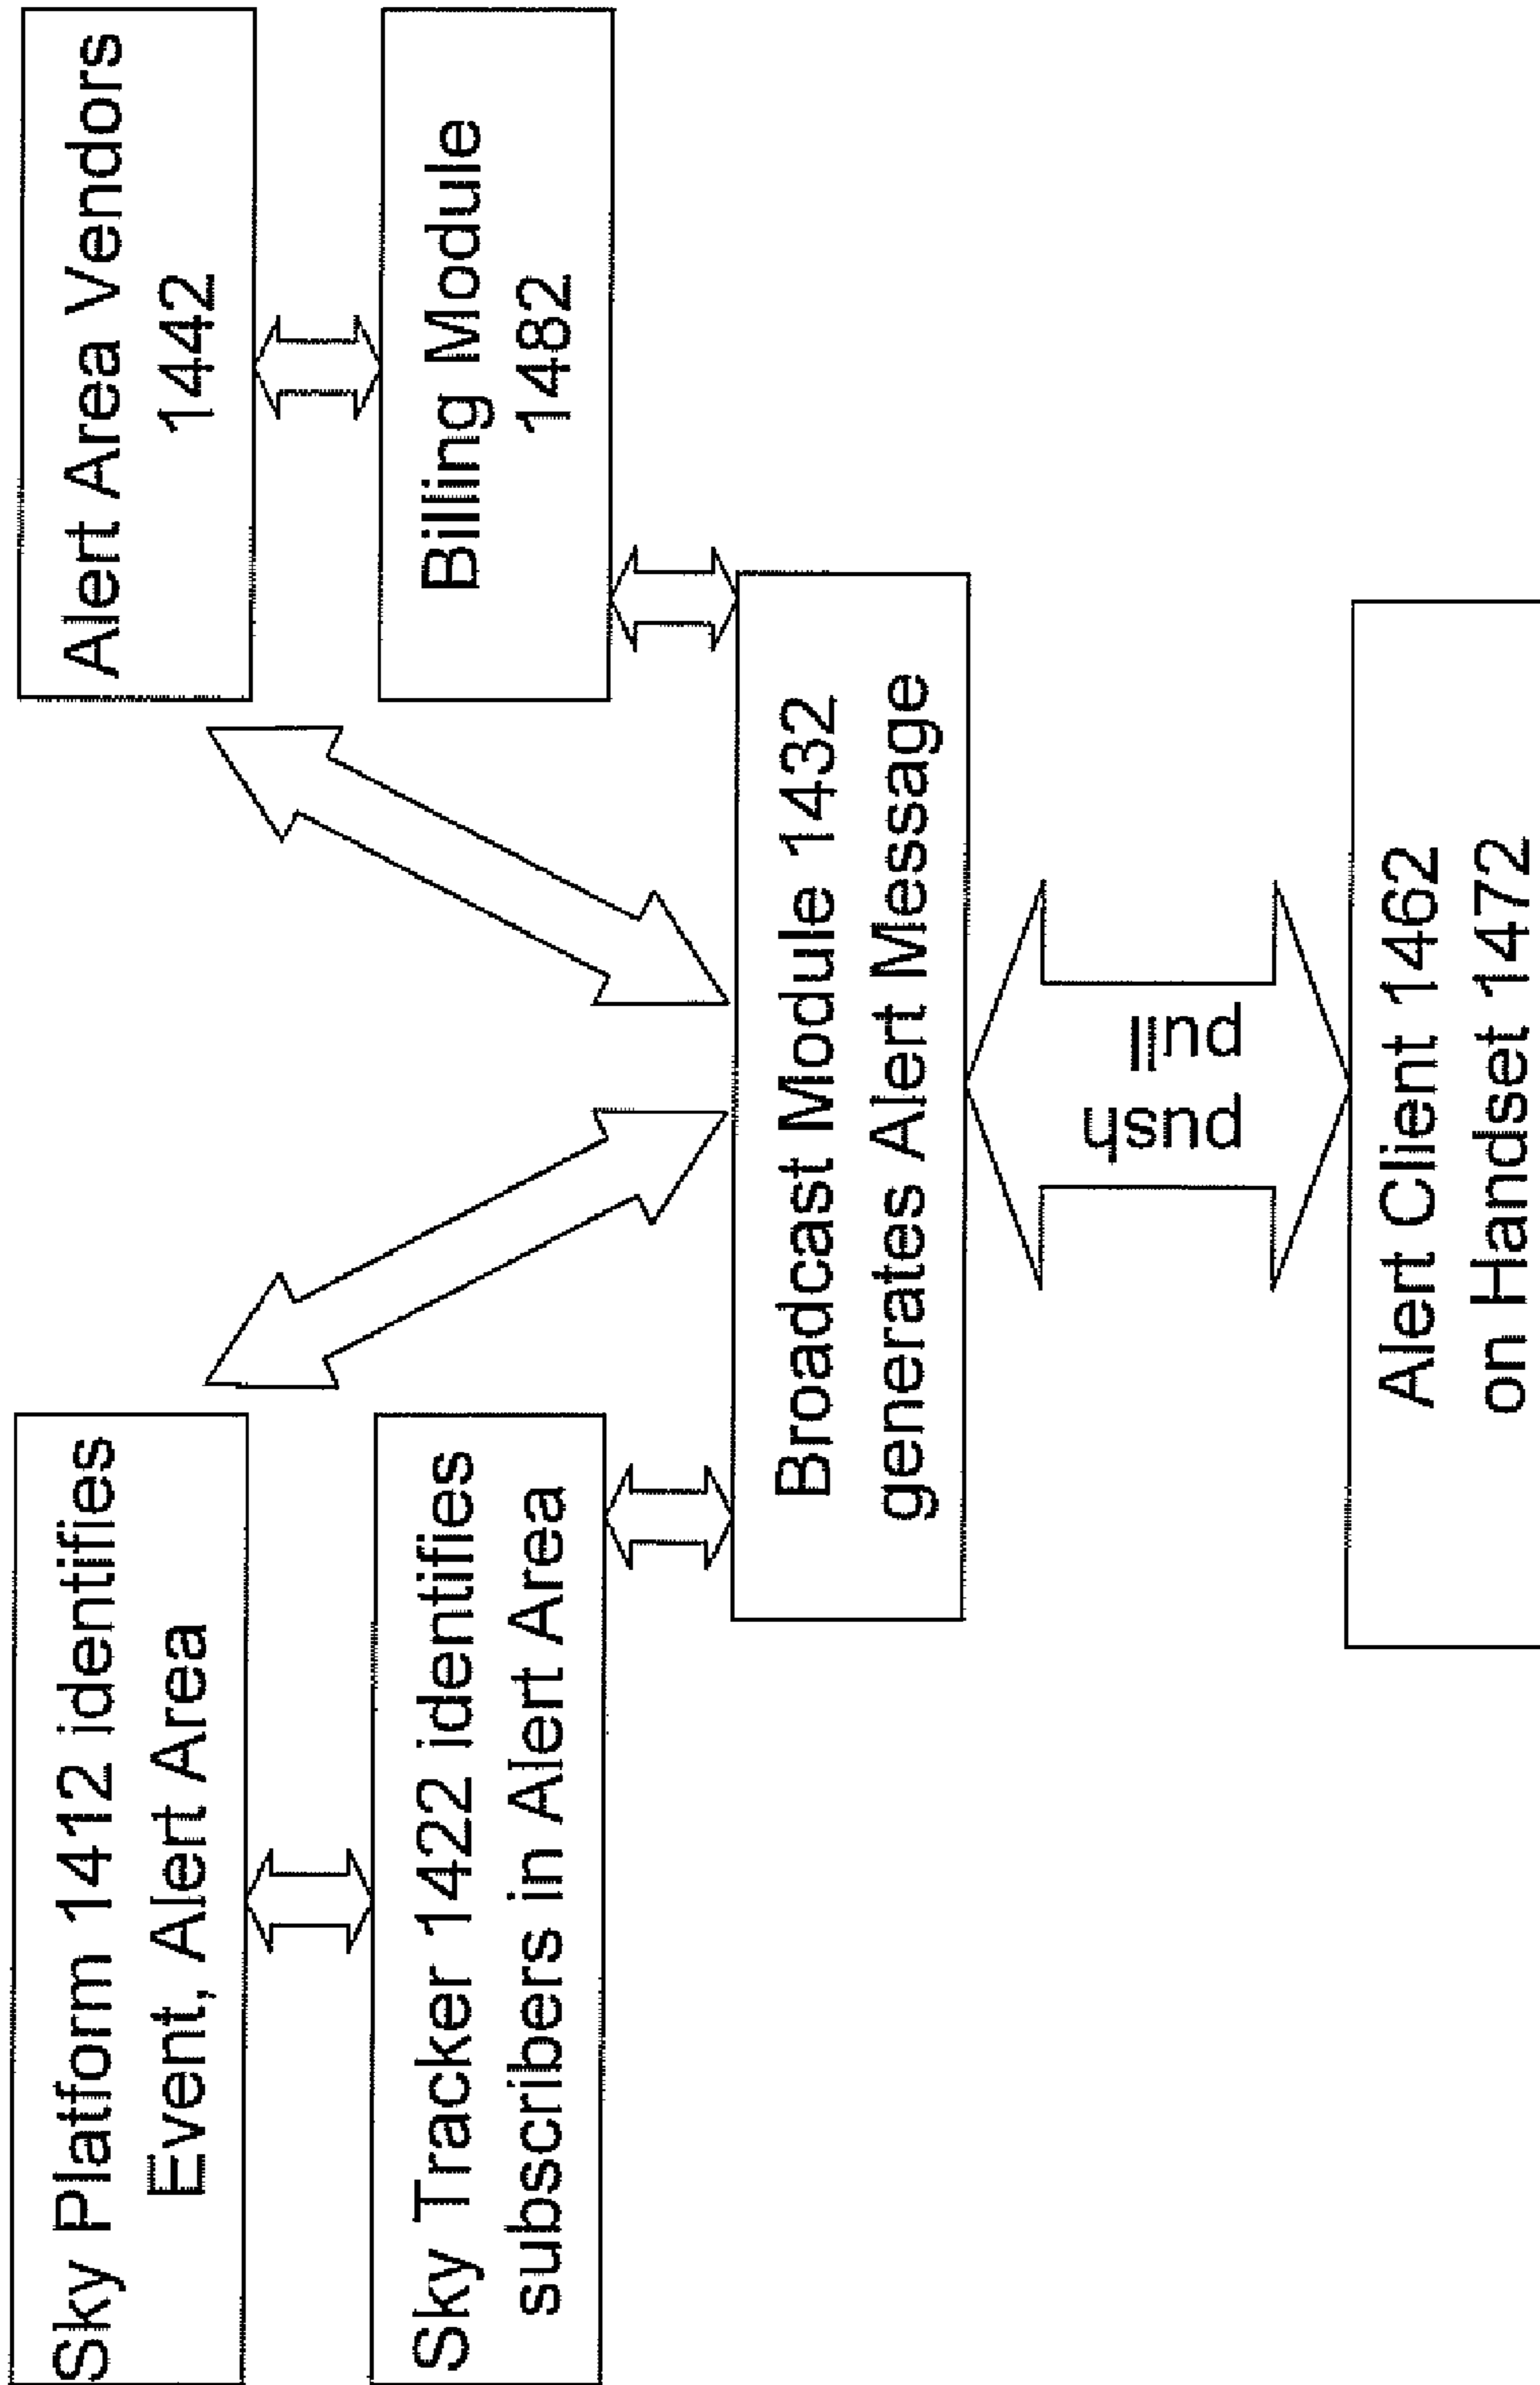 Sky Platform 1412 identifies
Event, Alert Area
Sky Tracker 1422 identifies
subscribers in Alert Area
Alert Area Vendors
1442
Billing Module
1482
Broadcast Module 1432
generates Alert Message
push
pull
Alert Client 1462
on Handset 1472